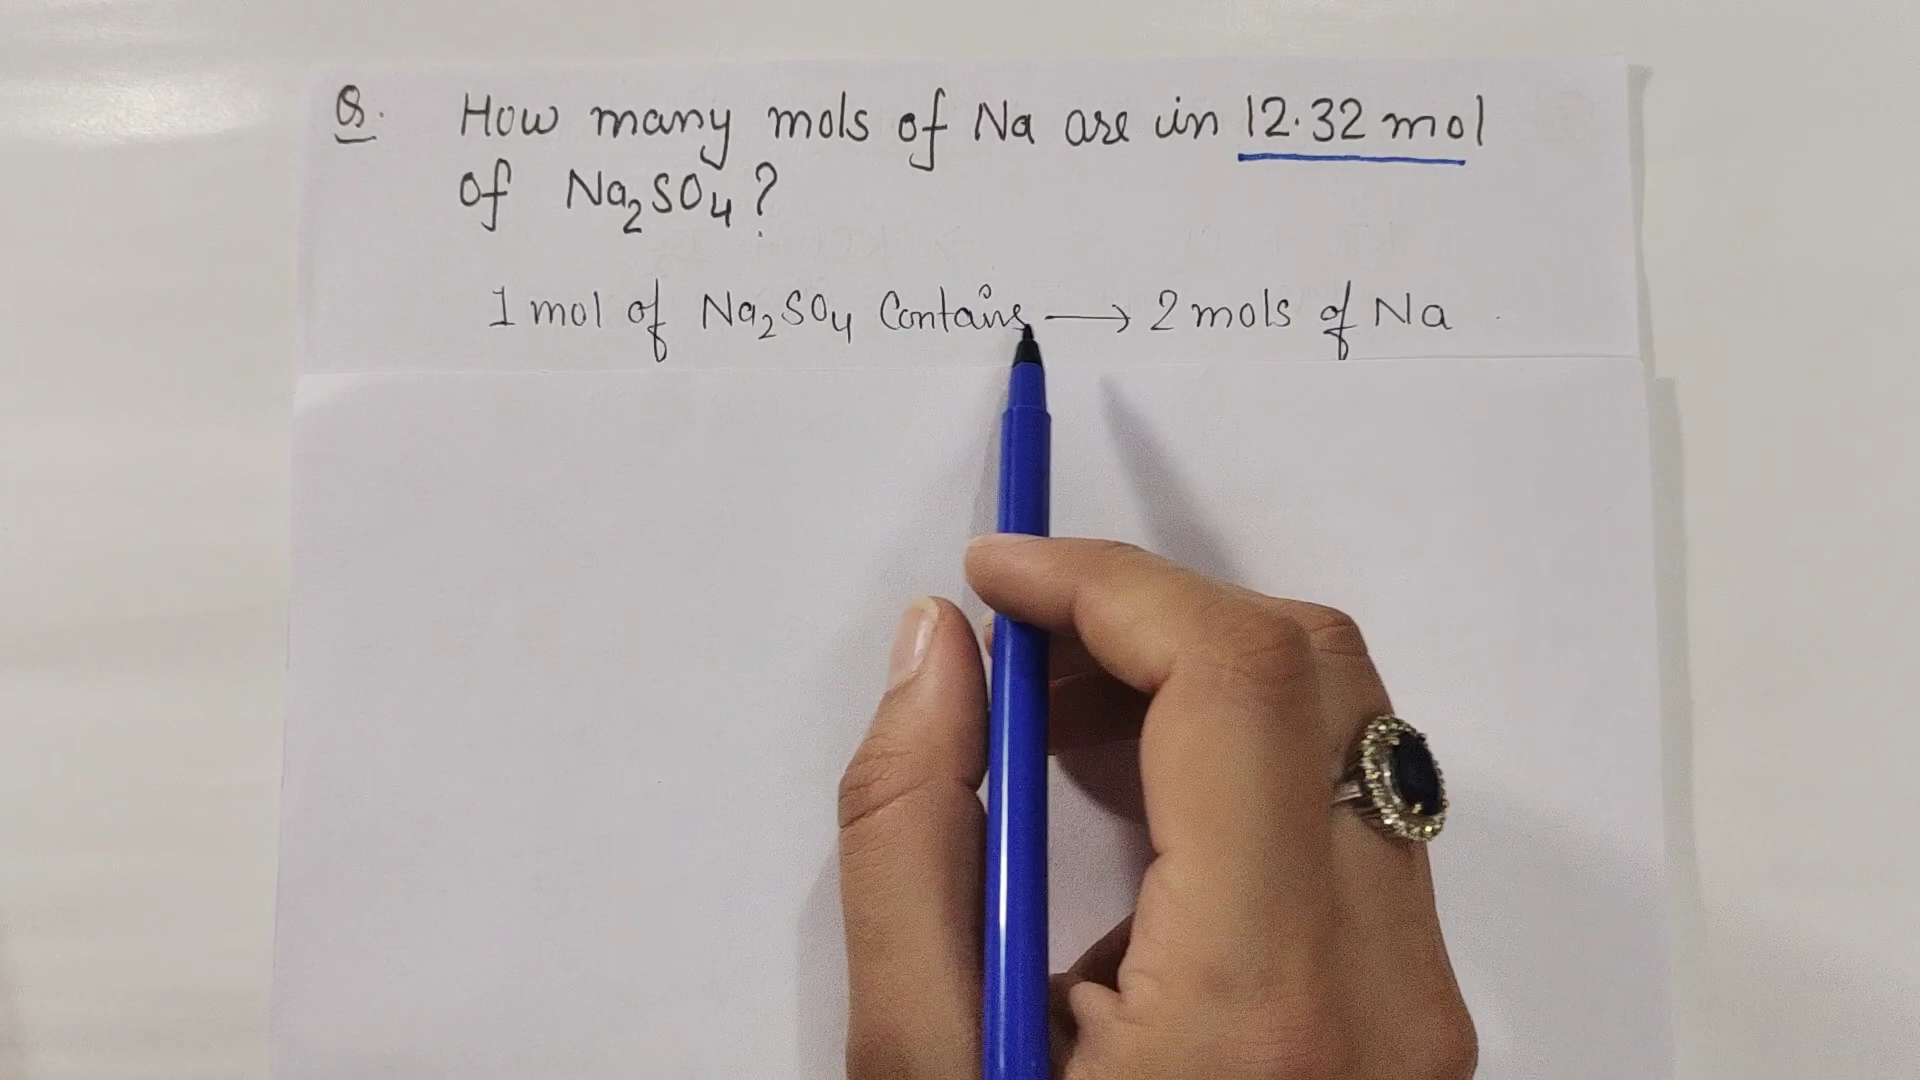 Q. How many mols of Na are in 12.32 mol
of Na₂SO₄?
1 mol of Na₂SO₄ Contains → 2 mols of Na